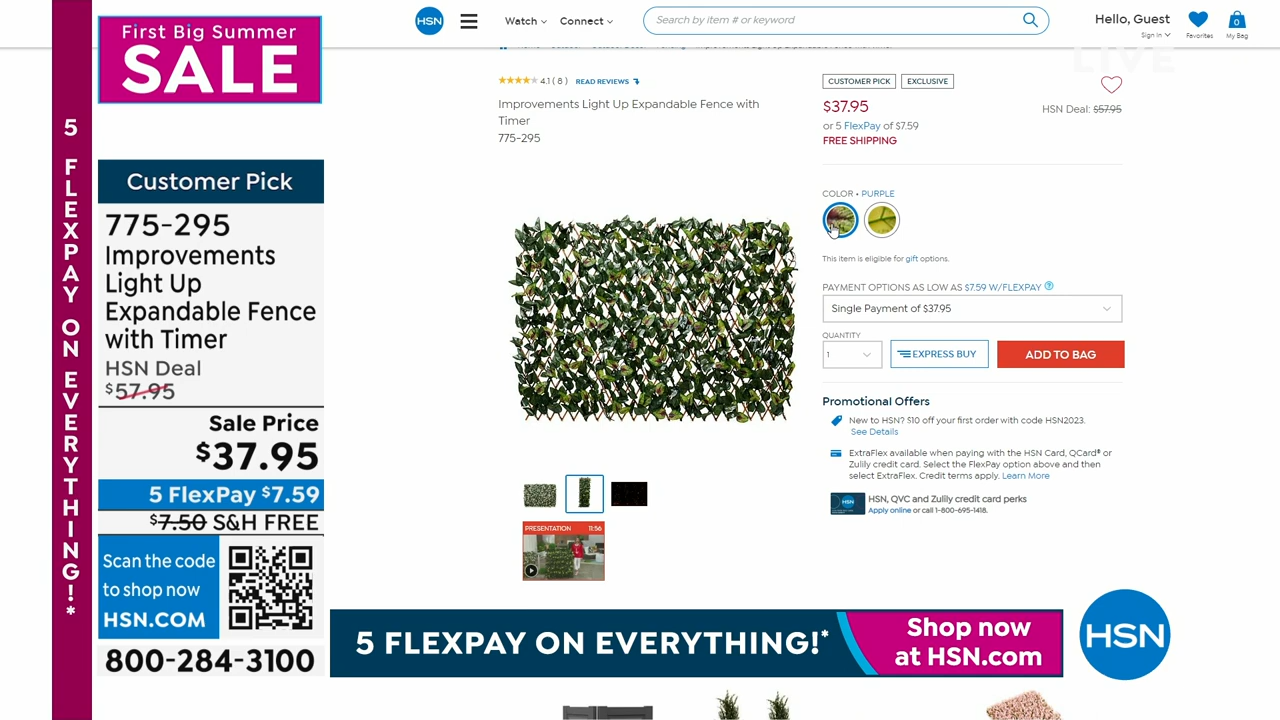 First Big Summer
SALE
5 FLEXPAY ON EVERYTHING!*
Customer Pick
775-295
Improvements
Light Up
Expandable Fence
with Timer
HSN Deal
$57.95
Sale Price
$37.95
5 FlexPay $7.59
$7.50 S&H FREE
Scan the code
to shop now
HSN.COM
800-284-3100
HSN
Watch
Connect
Search by item # or keyword
Hello, Guest
Sign in
Favorites
0
My Bag
LIVE
4.1 ( 8 )
READ REVIEWS
Improvements Light Up Expandable Fence with
Timer
775-295
CUSTOMER PICK
EXCLUSIVE
$37.95
HSN Deal: $57.95
or 5 FlexPay of $7.59
FREE SHIPPING
COLOR • PURPLE
This item is eligible for gift options.
PAYMENT OPTIONS AS LOW AS $7.59 W/FLEXPAY ?
Single Payment of $37.95
QUANTITY
1
EXPRESS BUY
ADD TO BAG
Promotional Offers
New to HSN? $10 off your first order with code HSN2023.
See Details
ExtraFlex available when paying with the HSN Card, QCard® or
Zulily credit card. Select the FlexPay option above and then
select ExtraFlex. Credit terms apply. Learn More
HSN, QVC and Zulily credit card perks
Apply online or call 1-800-695-1418.
PRESENTATION 11:56
5 FLEXPAY ON EVERYTHING!*
Shop now
at HSN.com
HSN